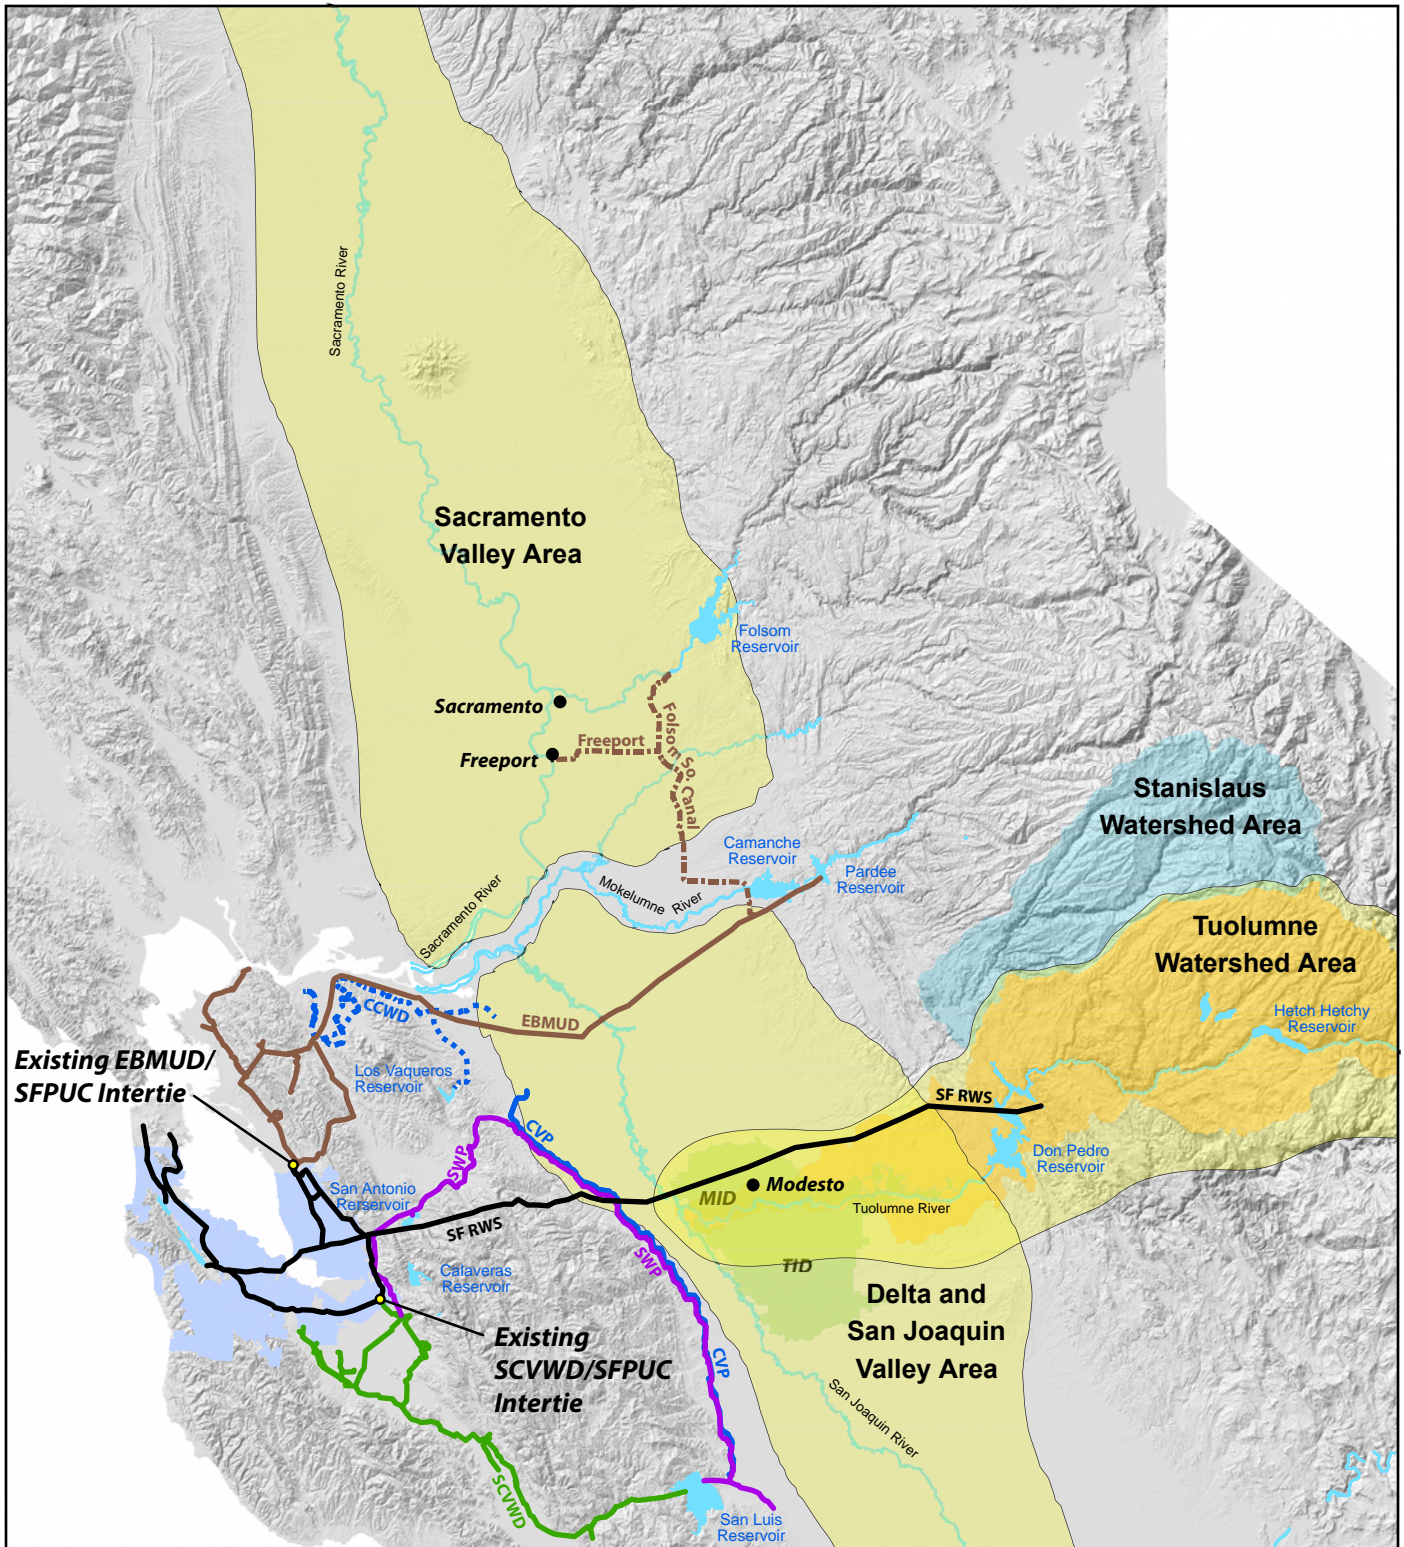 Sacramento River
Sacramento
Valley Area
Folsom
Reservoir
Sacramento
Freeport
Freeport
Folsom So. Canal
Stanislaus
Watershed Area
Camanche
Reservoir
Pardee
Reservoir
Mokelumne River
Sacramento River
Tuolumne
Watershed Area
Hetch Hetchy
Reservoir
CCWD
EBMUD
Existing EBMUD/
SFPUC Intertie
Los Vaqueros
Reservoir
SF RWS
CVP
SWP
Don Pedro
Reservoir
San Antonio
Rerservoir
MID
Modesto
Tuolumne River
SF RWS
SWP
TID
Calaveras
Reservoir
Delta and
San Joaquin
Valley Area
Existing
SCVWD/SFPUC
Intertie
CVP
San Joaquin River
SCVWD
San Luis
Reservoir